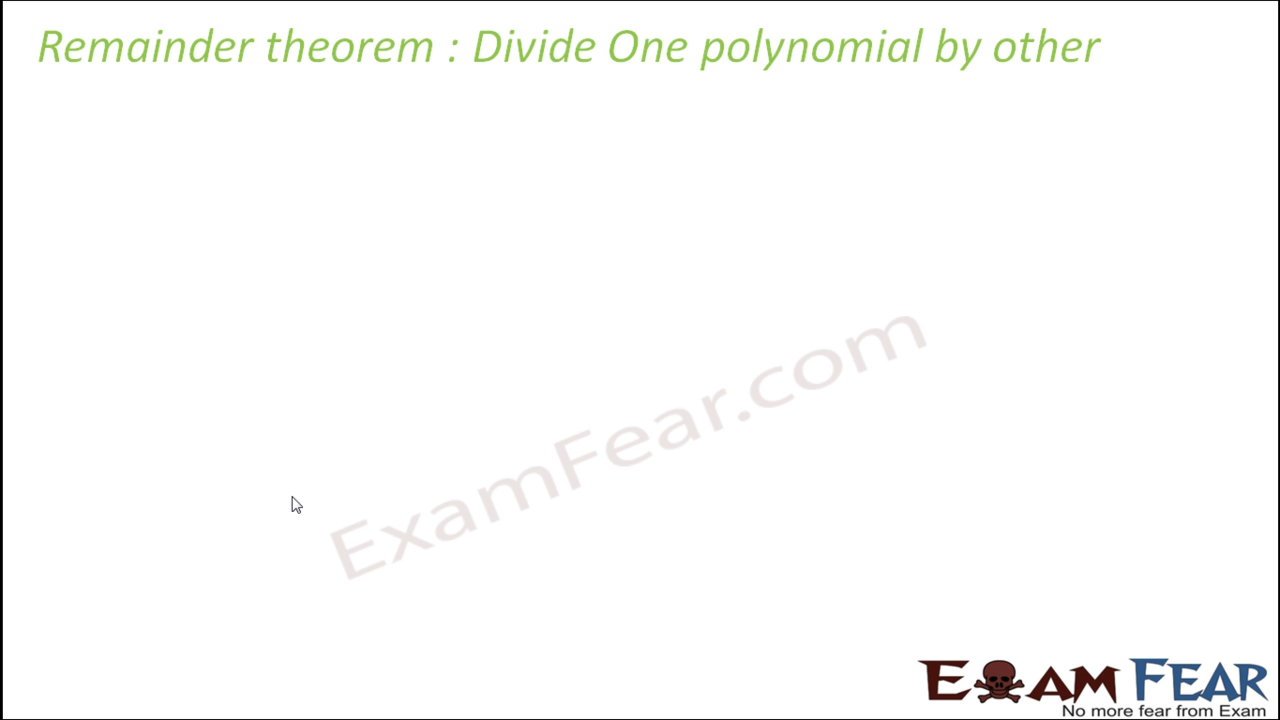 Remainder theorem : Divide One polynomial by other
ExamFear.com
EXAM FEAR
No more fear from Exam